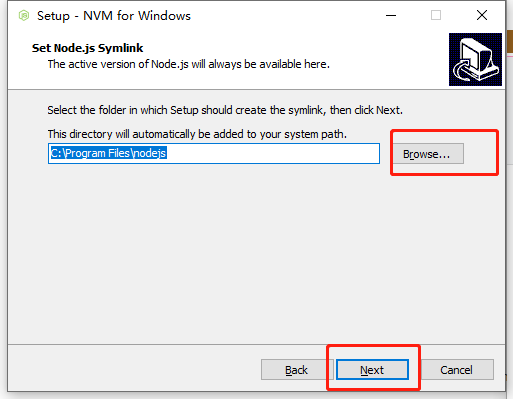 Setup - NVM for Windows
Set Node.js Symlink
The active version of Node.js will always be available here.
Select the folder in which Setup should create the symlink, then click Next.
This directory will automatically be added to your system path.
C:\Program Files\nodejs
Browse...
Back
Next
Cancel